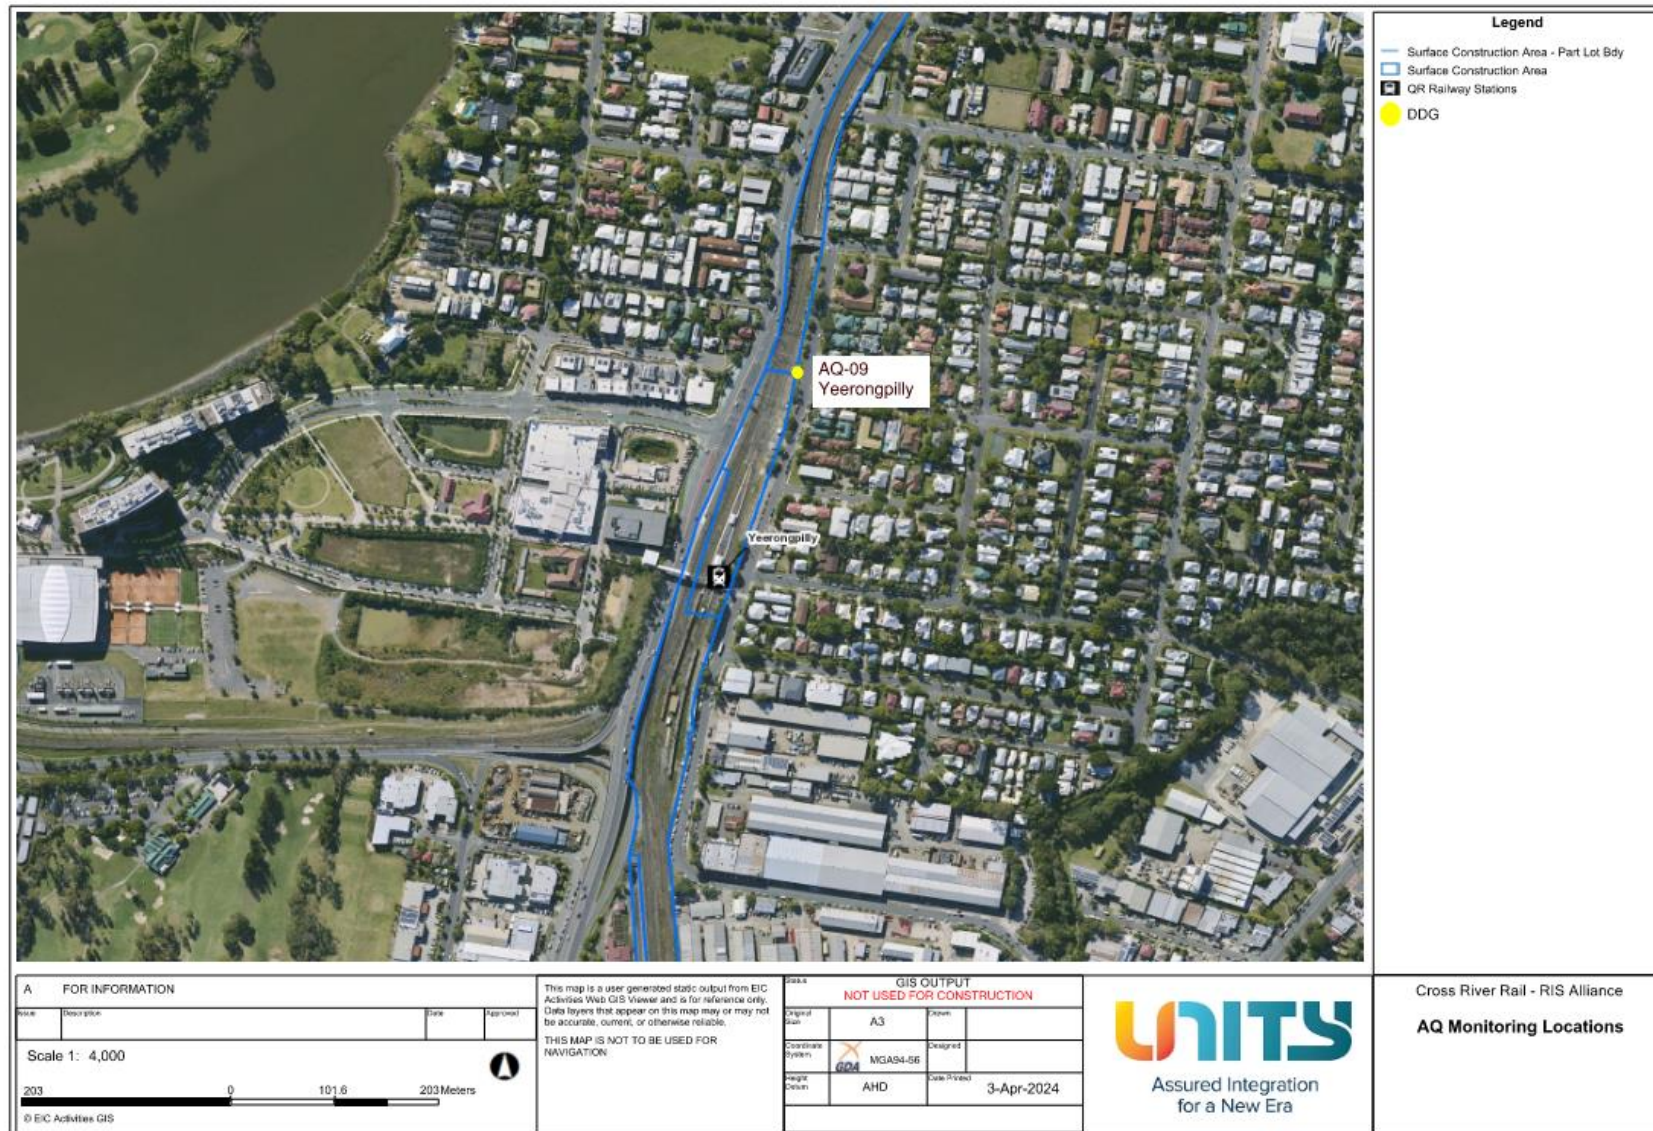 Legend
Surface Construction Area - Part Lot Bdy
Surface Construction Area
QR Railway Stations
DDG
AQ-09
Yeerongpilly
Yeerongpilly
A FOR INFORMATION
Issue Description Date Approved
Scale 1: 4,000
203 0 101.6 203 Meters
© EIC Activities GIS
This map is a user generated static output from EIC
Activities Web GIS Viewer and is for reference only.
Data layers that appear on this map may or may not
be accurate, current, or otherwise reliable.
THIS MAP IS NOT TO BE USED FOR
NAVIGATION
Status
GIS OUTPUT
NOT USED FOR CONSTRUCTION
Original Size A3 Drawn
Coordinate System GDA MGA94-56 Designed
Height Datum AHD Date Printed 3-Apr-2024
UNITY
Assured Integration
for a New Era
Cross River Rail - RIS Alliance
AQ Monitoring Locations